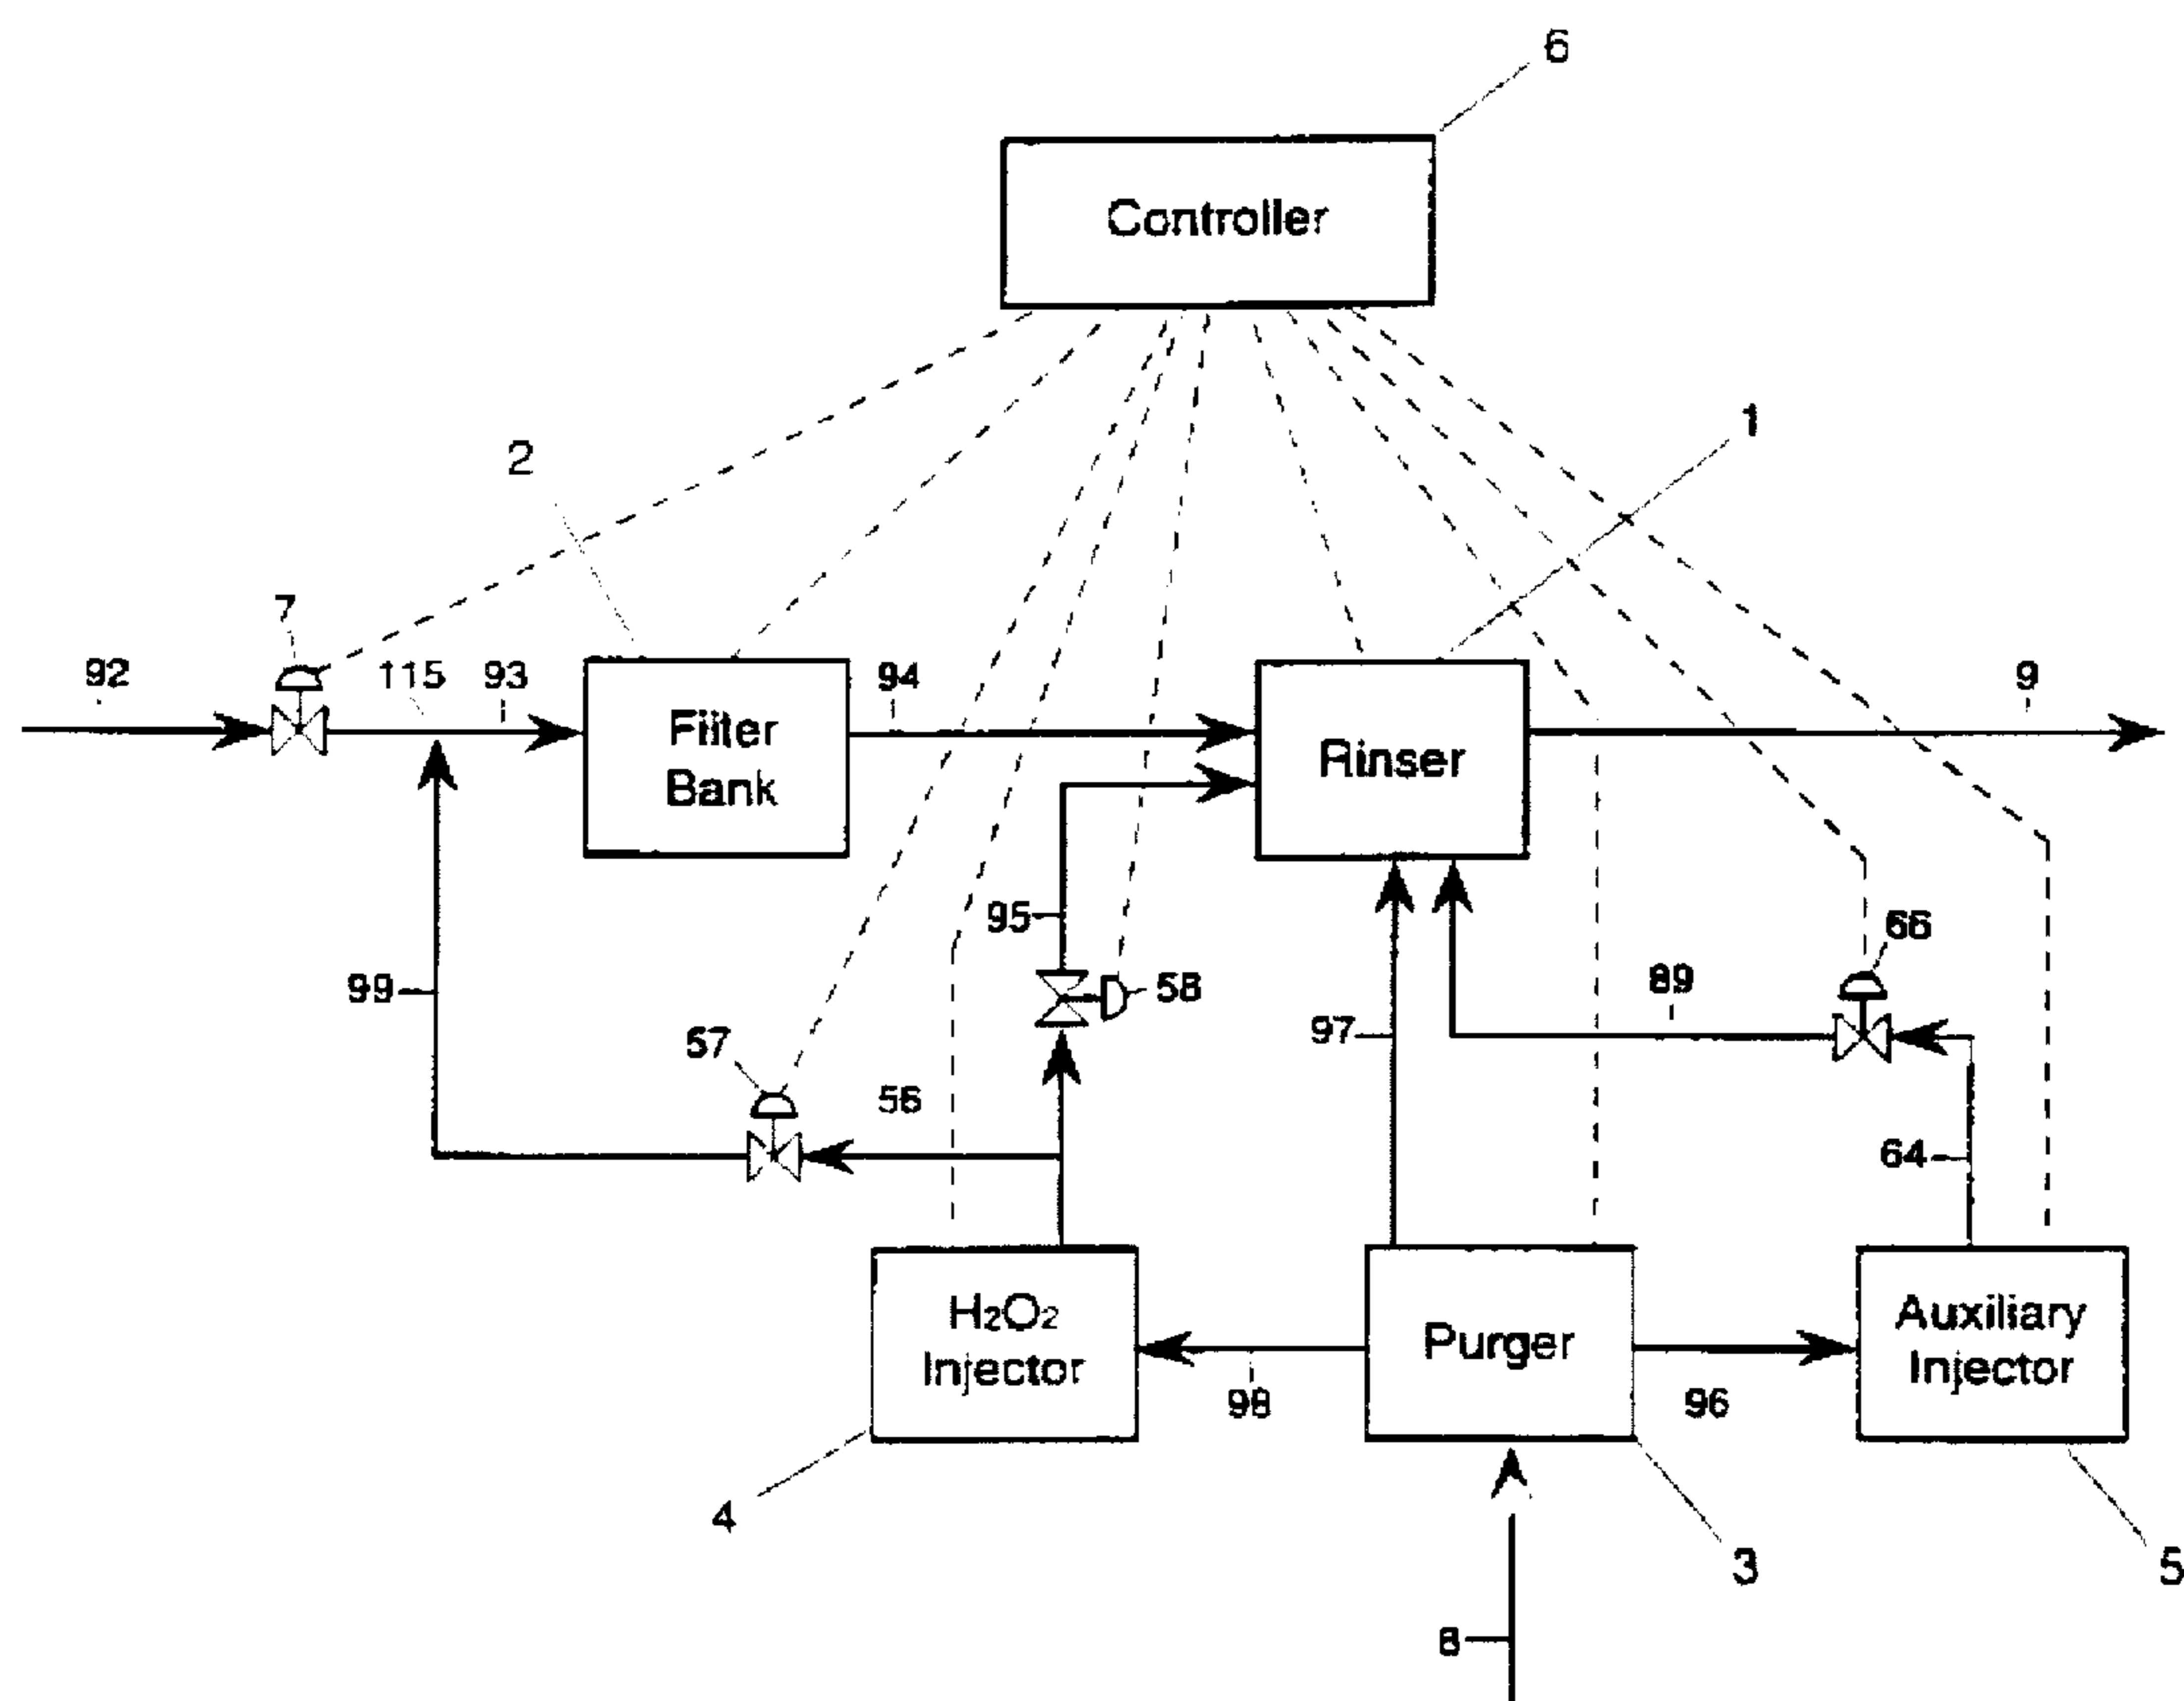 6
Controller
1
2
7
92
115
93
94
9
Filter
Bank
Rinser
95
66
99
58
89
97
57
56
64
H2O2
Injector
Purger
Auxiliary
Injector
98
96
4
3
5
8